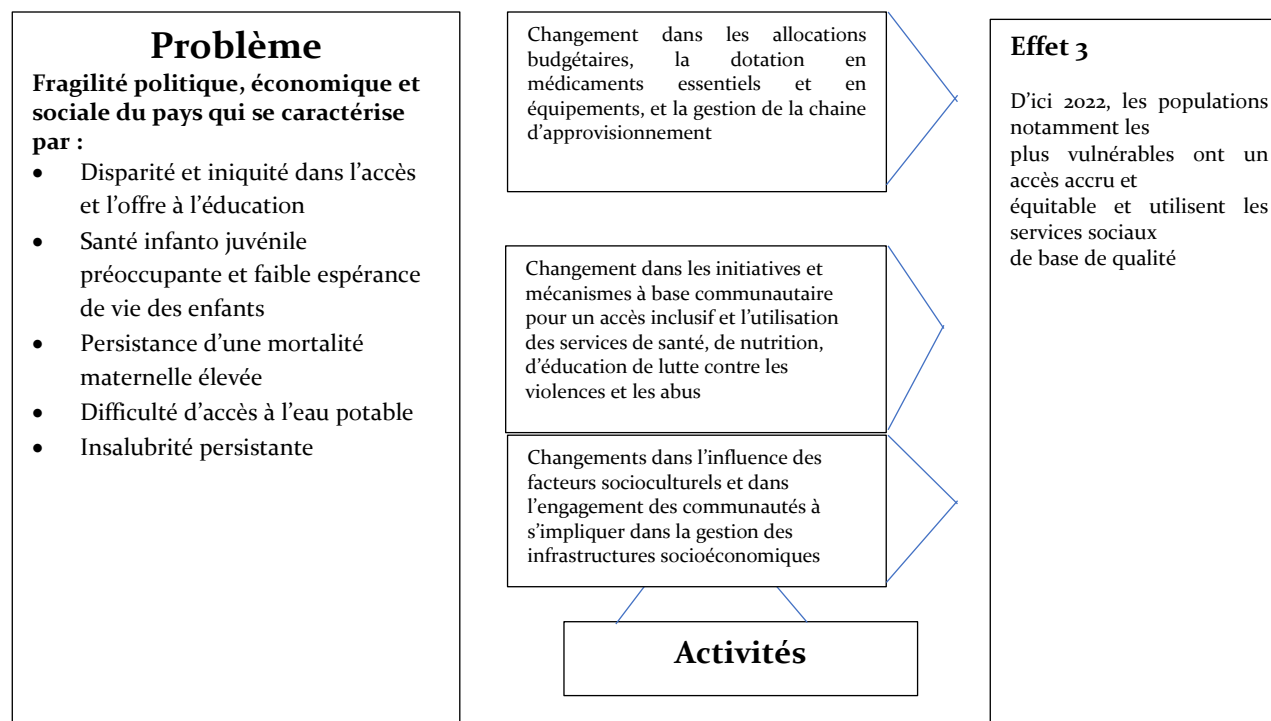 Problème
Fragilité politique, économique et
sociale du pays qui se caractérise
par :
• Disparité et iniquité dans l’accès
et l’offre à l’éducation
• Santé infanto juvénile
préoccupante et faible espérance
de vie des enfants
• Persistance d’une mortalité
maternelle élevée
• Difficulté d’accès à l’eau potable
• Insalubrité persistante
Changement dans les allocations
budgétaires, la dotation en
médicaments essentiels et en
équipements, et la gestion de la chaine
d’approvisionnement
Changement dans les initiatives et
mécanismes à base communautaire
pour un accès inclusif et l’utilisation
des services de santé, de nutrition,
d’éducation de lutte contre les
violences et les abus
Changements dans l’influence des
facteurs socioculturels et dans
l’engagement des communautés à
s’impliquer dans la gestion des
infrastructures socioéconomiques
Activités
Effet 3
D’ici 2022, les populations
notamment les
plus vulnérables ont un
accès accru et
équitable et utilisent les
services sociaux
de base de qualité